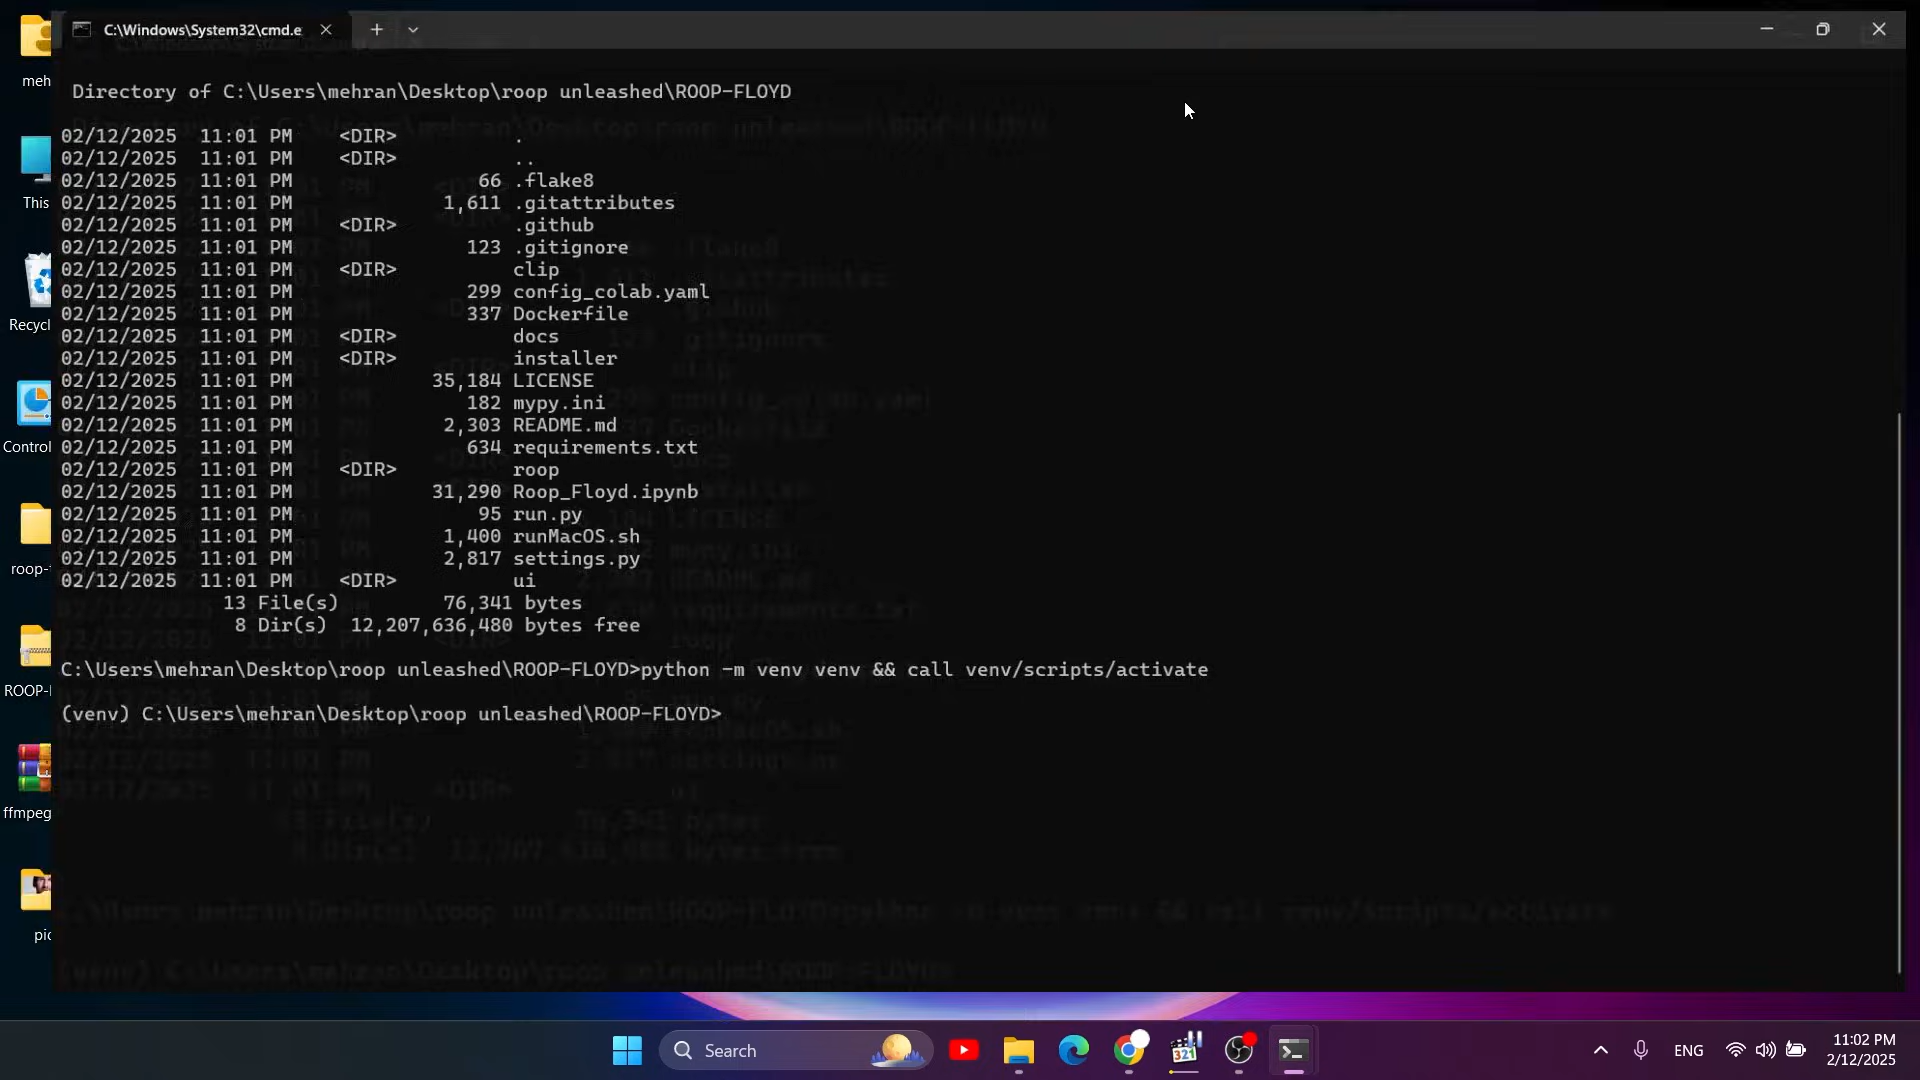 C:\Windows\System32\cmd.e
Directory of C:\Users\mehran\Desktop\roop unleashed\ROOP-FLOYD
02/12/2025  11:01 PM    <DIR>          .
02/12/2025  11:01 PM    <DIR>          ..
02/12/2025  11:01 PM                66 .flake8
02/12/2025  11:01 PM             1,611 .gitattributes
02/12/2025  11:01 PM    <DIR>          .github
02/12/2025  11:01 PM               123 .gitignore
02/12/2025  11:01 PM    <DIR>          clip
02/12/2025  11:01 PM               299 config_colab.yaml
02/12/2025  11:01 PM               337 Dockerfile
02/12/2025  11:01 PM    <DIR>          docs
02/12/2025  11:01 PM    <DIR>          installer
02/12/2025  11:01 PM            35,184 LICENSE
02/12/2025  11:01 PM               182 mypy.ini
02/12/2025  11:01 PM             2,303 README.md
02/12/2025  11:01 PM               634 requirements.txt
02/12/2025  11:01 PM    <DIR>          roop
02/12/2025  11:01 PM            31,290 Roop_Floyd.ipynb
02/12/2025  11:01 PM                95 run.py
02/12/2025  11:01 PM             1,400 runMacOS.sh
02/12/2025  11:01 PM             2,817 settings.py
02/12/2025  11:01 PM    <DIR>          ui
13 File(s)         76,341 bytes
8 Dir(s)  12,207,636,480 bytes free
C:\Users\mehran\Desktop\roop unleashed\ROOP-FLOYD>python -m venv venv && call venv/scripts/activate
(venv) C:\Users\mehran\Desktop\roop unleashed\ROOP-FLOYD>
meh
This
Recycl
Control
roop-
ROOP-
ffmpeg
pic
Search
321
ENG
11:02 PM
2/12/2025